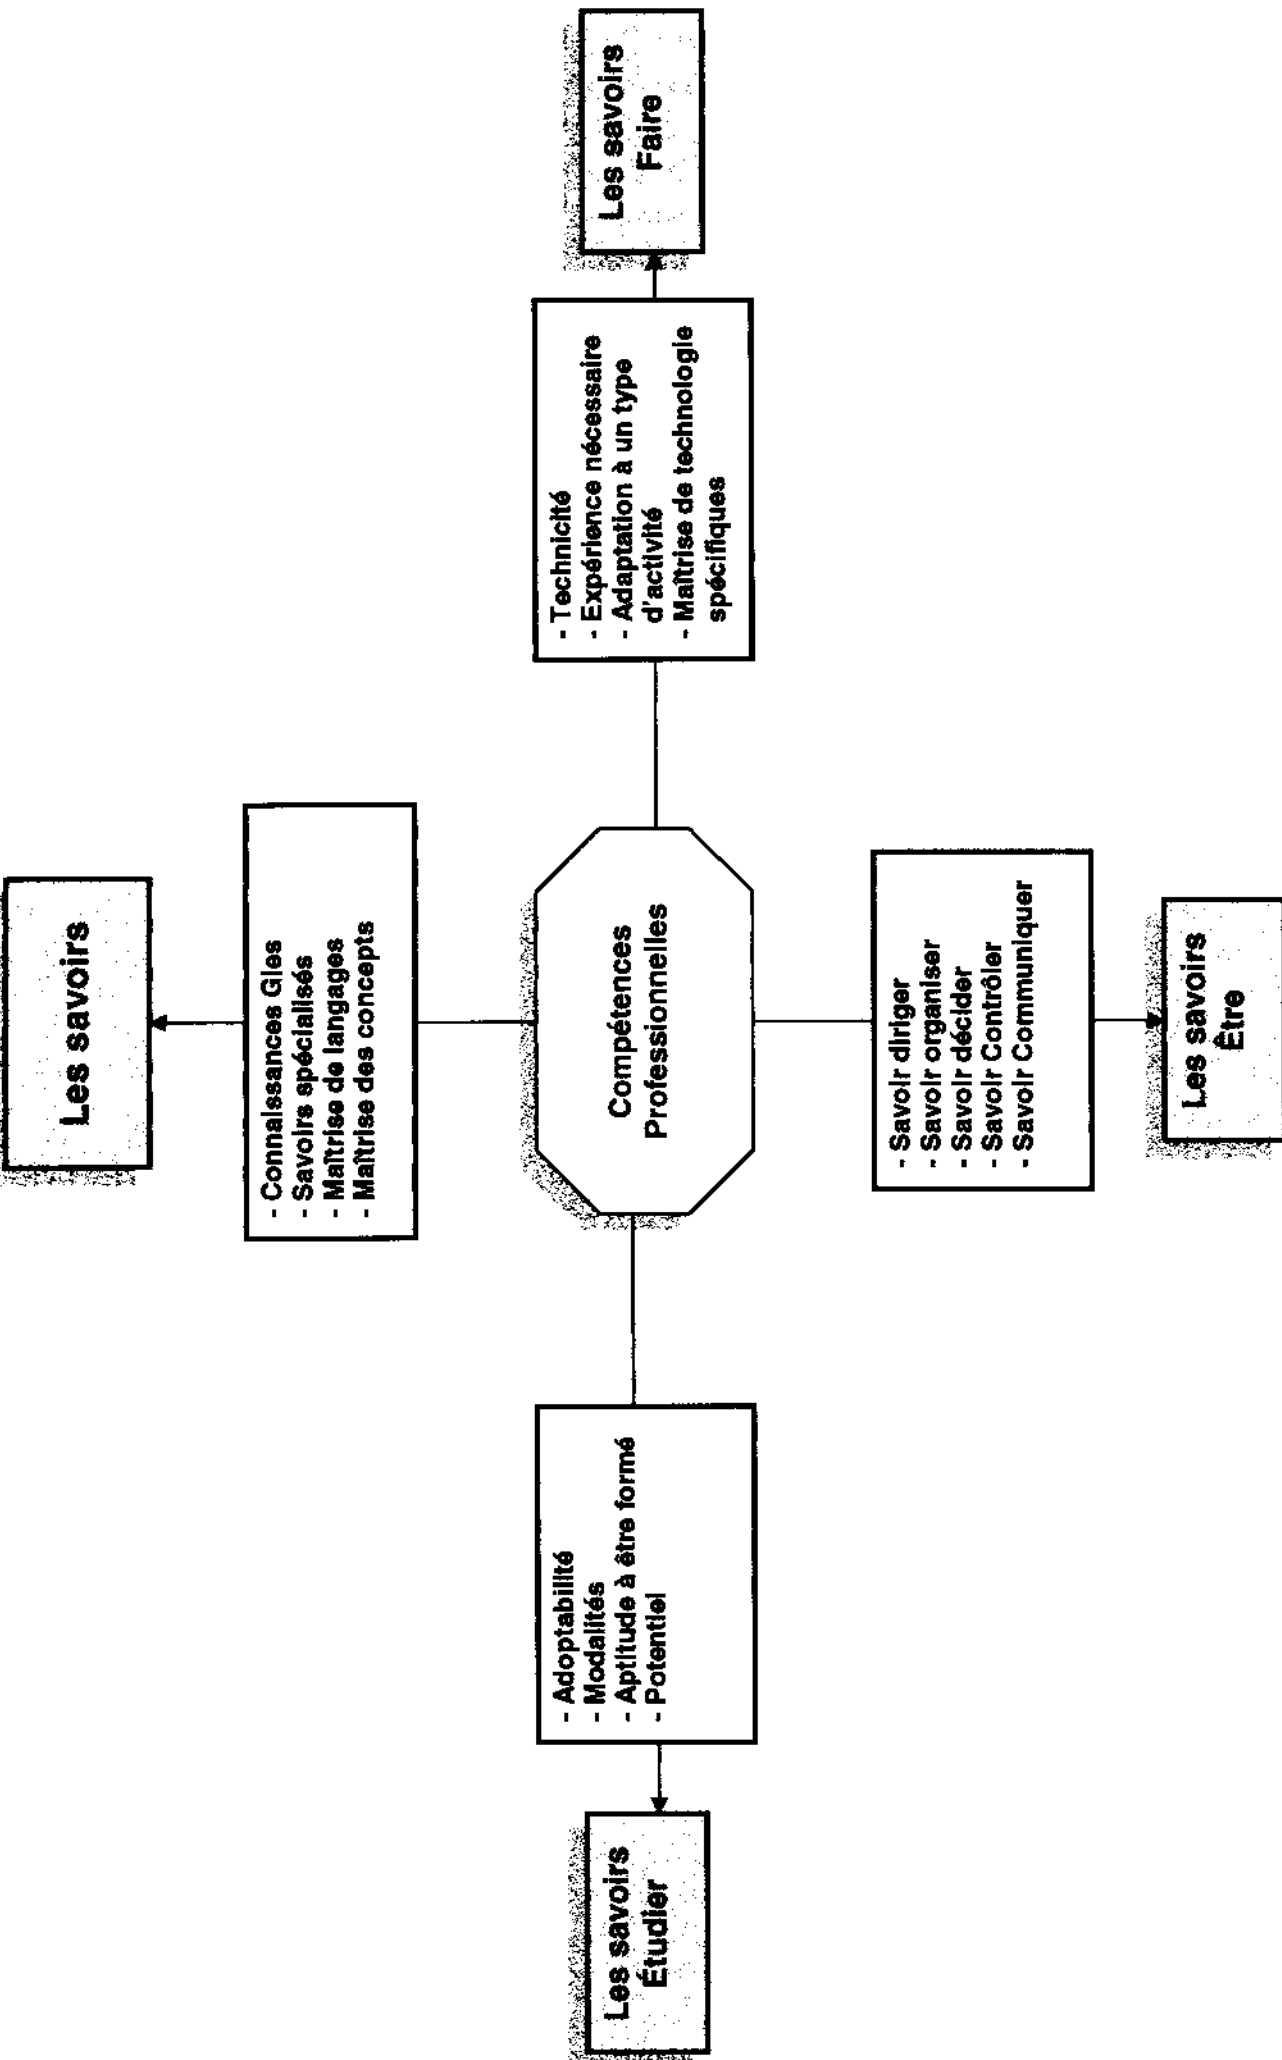 Les savoirs
- Connaissances Gles
- Savoirs spécialisés
- Maîtrise de langages
- Maîtrise des concepts
Les savoirs
Étudier
- Adoptabilité
- Modalités
- Aptitude à être formé
- Potentiel
Compétences
Professionnelles
- Technicité
- Expérience nécessaire
- Adaptation à un type
d'activité
- Maîtrise de technologie
spécifiques
Les savoirs
Faire
- Savoir diriger
- Savoir organiser
- Savoir décider
- Savoir Contrôler
- Savoir Communiquer
Les savoirs
Être